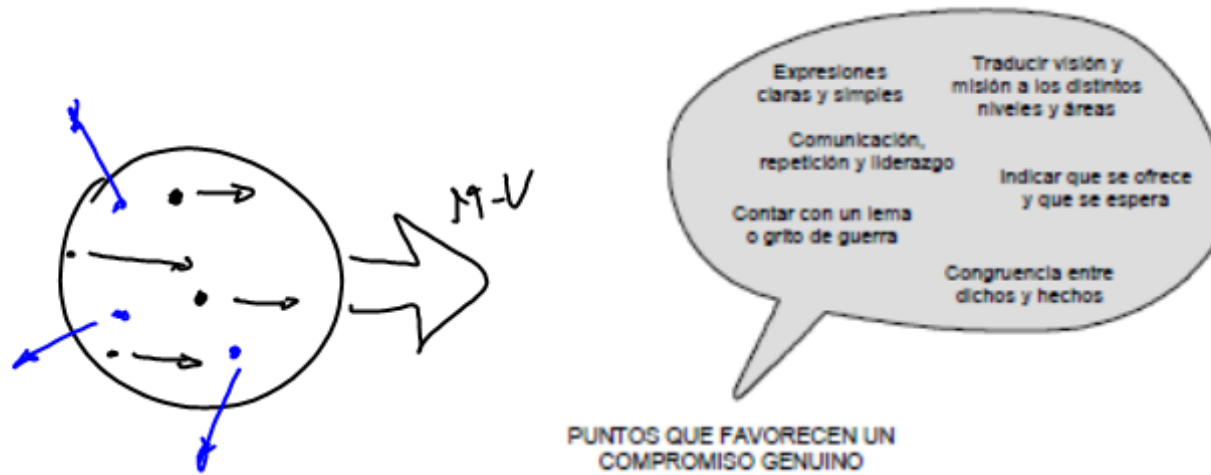 M-V
Expresiones
claras y simples
Traducir visión y
misión a los distintos
niveles y áreas
Comunicación,
repetición y liderazgo
Indicar que se ofrece
y que se espera
Contar con un lema
o grito de guerra
Congruencia entre
dichos y hechos
PUNTOS QUE FAVORECEN UN
COMPROMISO GENUINO